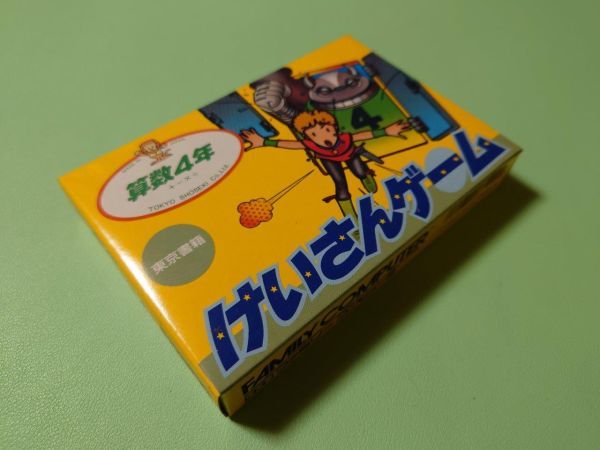 算数4年
+-×÷
TOKYO SHOSEKI CO.,LTD.
東京書籍
4
けいさんゲーム
FAMILY COMPUTER